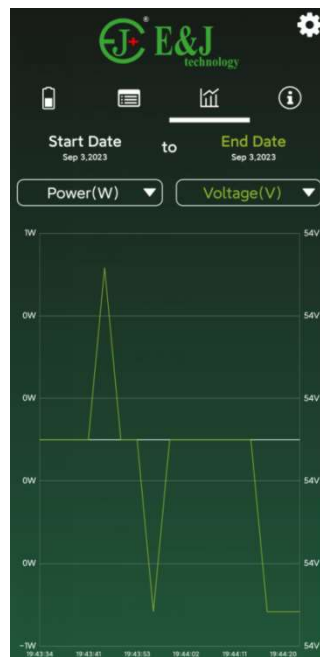 EJ+ ® E&J
technology
Start Date to End Date
Sep 3,2023 Sep 3,2023
Power(W) Voltage(V)
1W 54V
0W 54V
0W 54V
0W 54V
0W 54V
-1W 54V
19:43:34 19:43:41 19:43:53 19:44:02 19:44:11 19:44:20